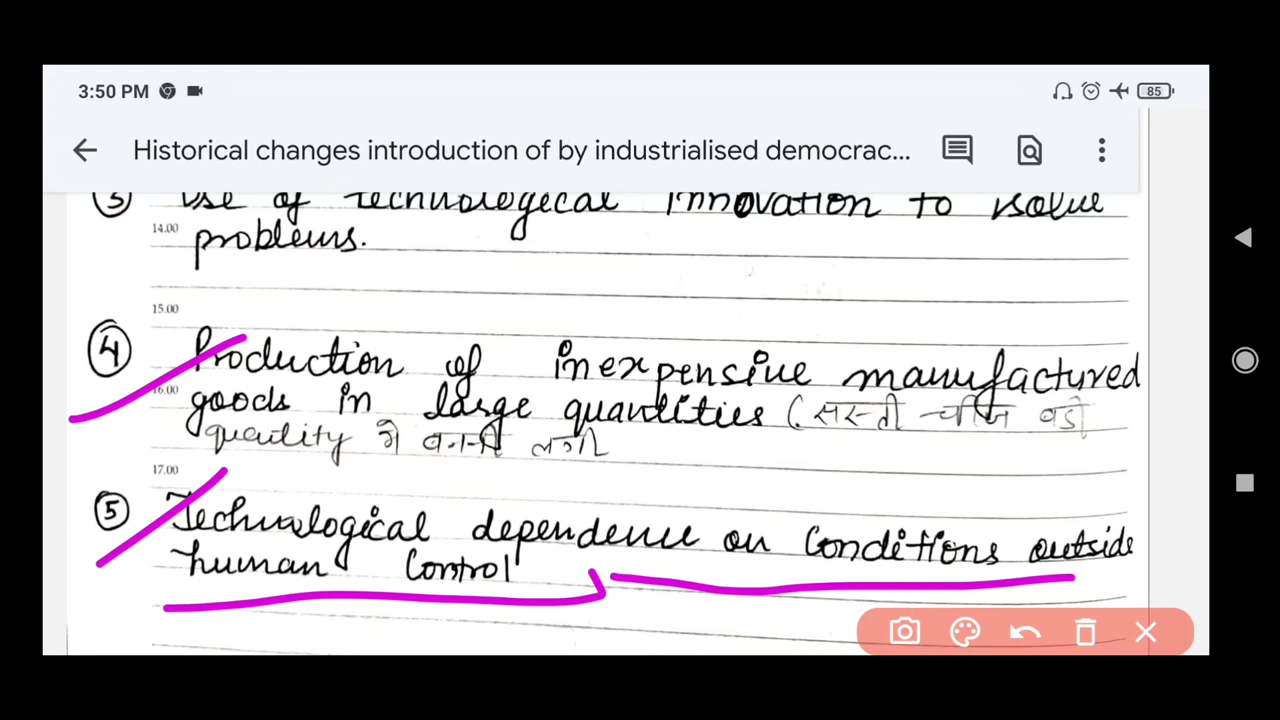 3:50 PM
85
Historical changes introduction of by industrialised democrac...
③ Use of technological innovation to solve
14.00
problems.
15.00
④ Production of inexpensive manufactured
16.00
goods in large quantities (सस्ती चीज बडी
quantity में बनने लगी
17.00
⑤ Technological dependence on Conditions outside
human Control